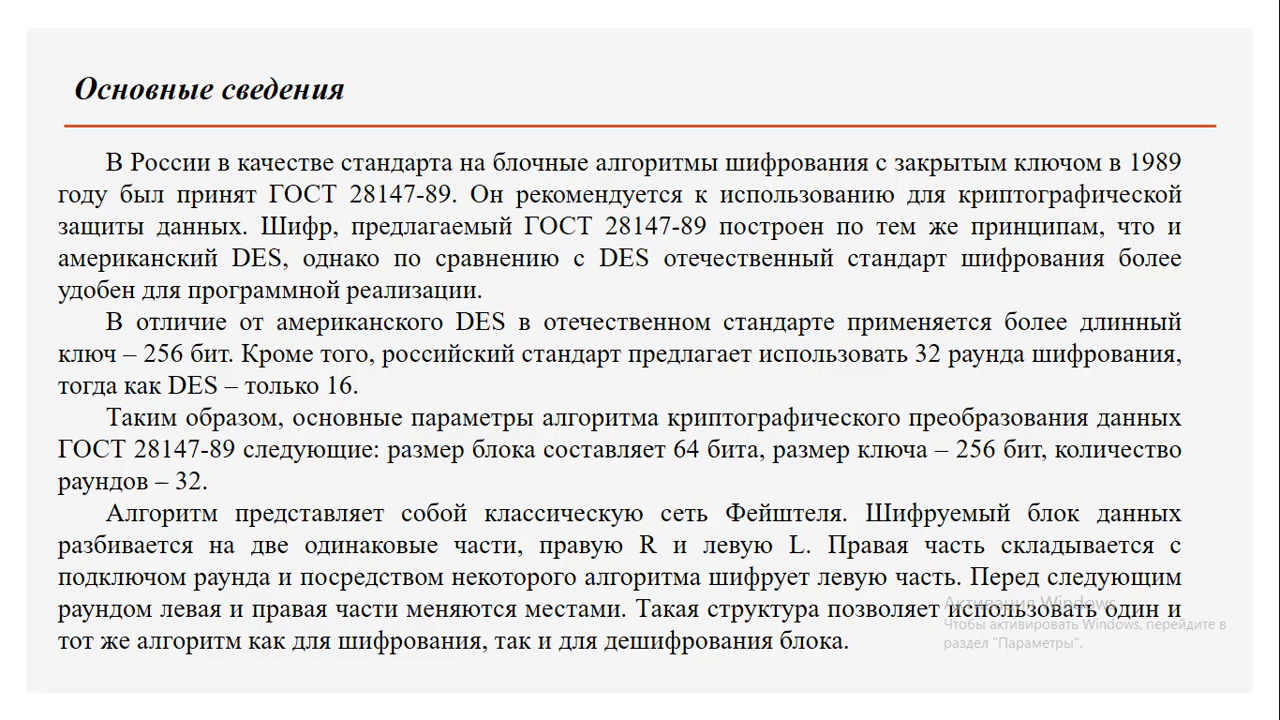 Основные сведения
В России в качестве стандарта на блочные алгоритмы шифрования с закрытым ключом в 1989
году был принят ГОСТ 28147-89. Он рекомендуется к использованию для криптографической
защиты данных. Шифр, предлагаемый ГОСТ 28147-89 построен по тем же принципам, что и
американский DES, однако по сравнению с DES отечественный стандарт шифрования более
удобен для программной реализации.
В отличие от американского DES в отечественном стандарте применяется более длинный
ключ – 256 бит. Кроме того, российский стандарт предлагает использовать 32 раунда шифрования,
тогда как DES – только 16.
Таким образом, основные параметры алгоритма криптографического преобразования данных
ГОСТ 28147-89 следующие: размер блока составляет 64 бита, размер ключа – 256 бит, количество
раундов – 32.
Алгоритм представляет собой классическую сеть Фейштеля. Шифруемый блок данных
разбивается на две одинаковые части, правую R и левую L. Правая часть складывается с
подключом раунда и посредством некоторого алгоритма шифрует левую часть. Перед следующим
раундом левая и правая части меняются местами. Такая структура позволяет использовать один и
тот же алгоритм как для шифрования, так и для дешифрования блока.
Активация Windows
Чтобы активировать Windows, перейдите в
раздел "Параметры".